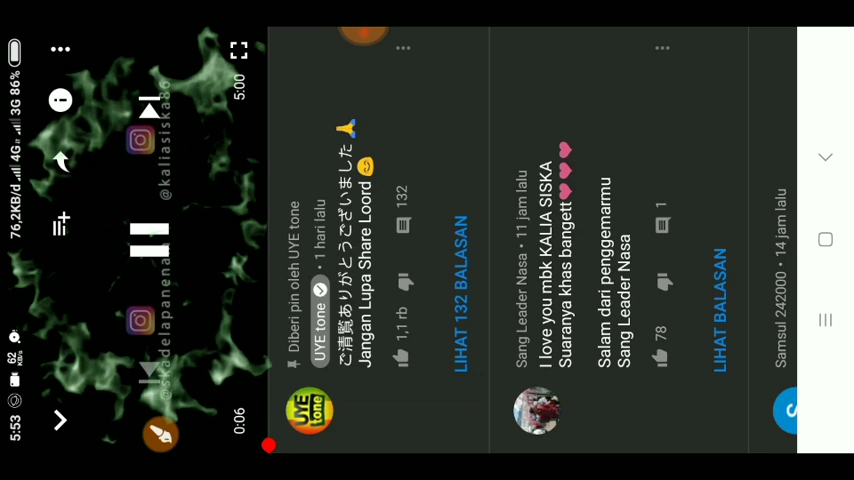 5:53 62 KB/s 76,2KB/d 4G 3G 86%
@skadelapanenam @kaliasiska86
0:06 5:00
Diberi pin oleh UYE tone
UYE tone • 1 hari lalu
ご清覧ありがとうございました 🙏
Jangan Lupa Share Loord 😊
1,1 rb 132
LIHAT 132 BALASAN
UYE tone
Sang Leader Nasa • 11 jam lalu
I love you mbk KALIA SISKA
Suaranya khas bangett💗💗💗
Salam dari penggemarmu
Sang Leader Nasa
78 1
LIHAT BALASAN
Samsul 242000 • 14 jam lalu
S